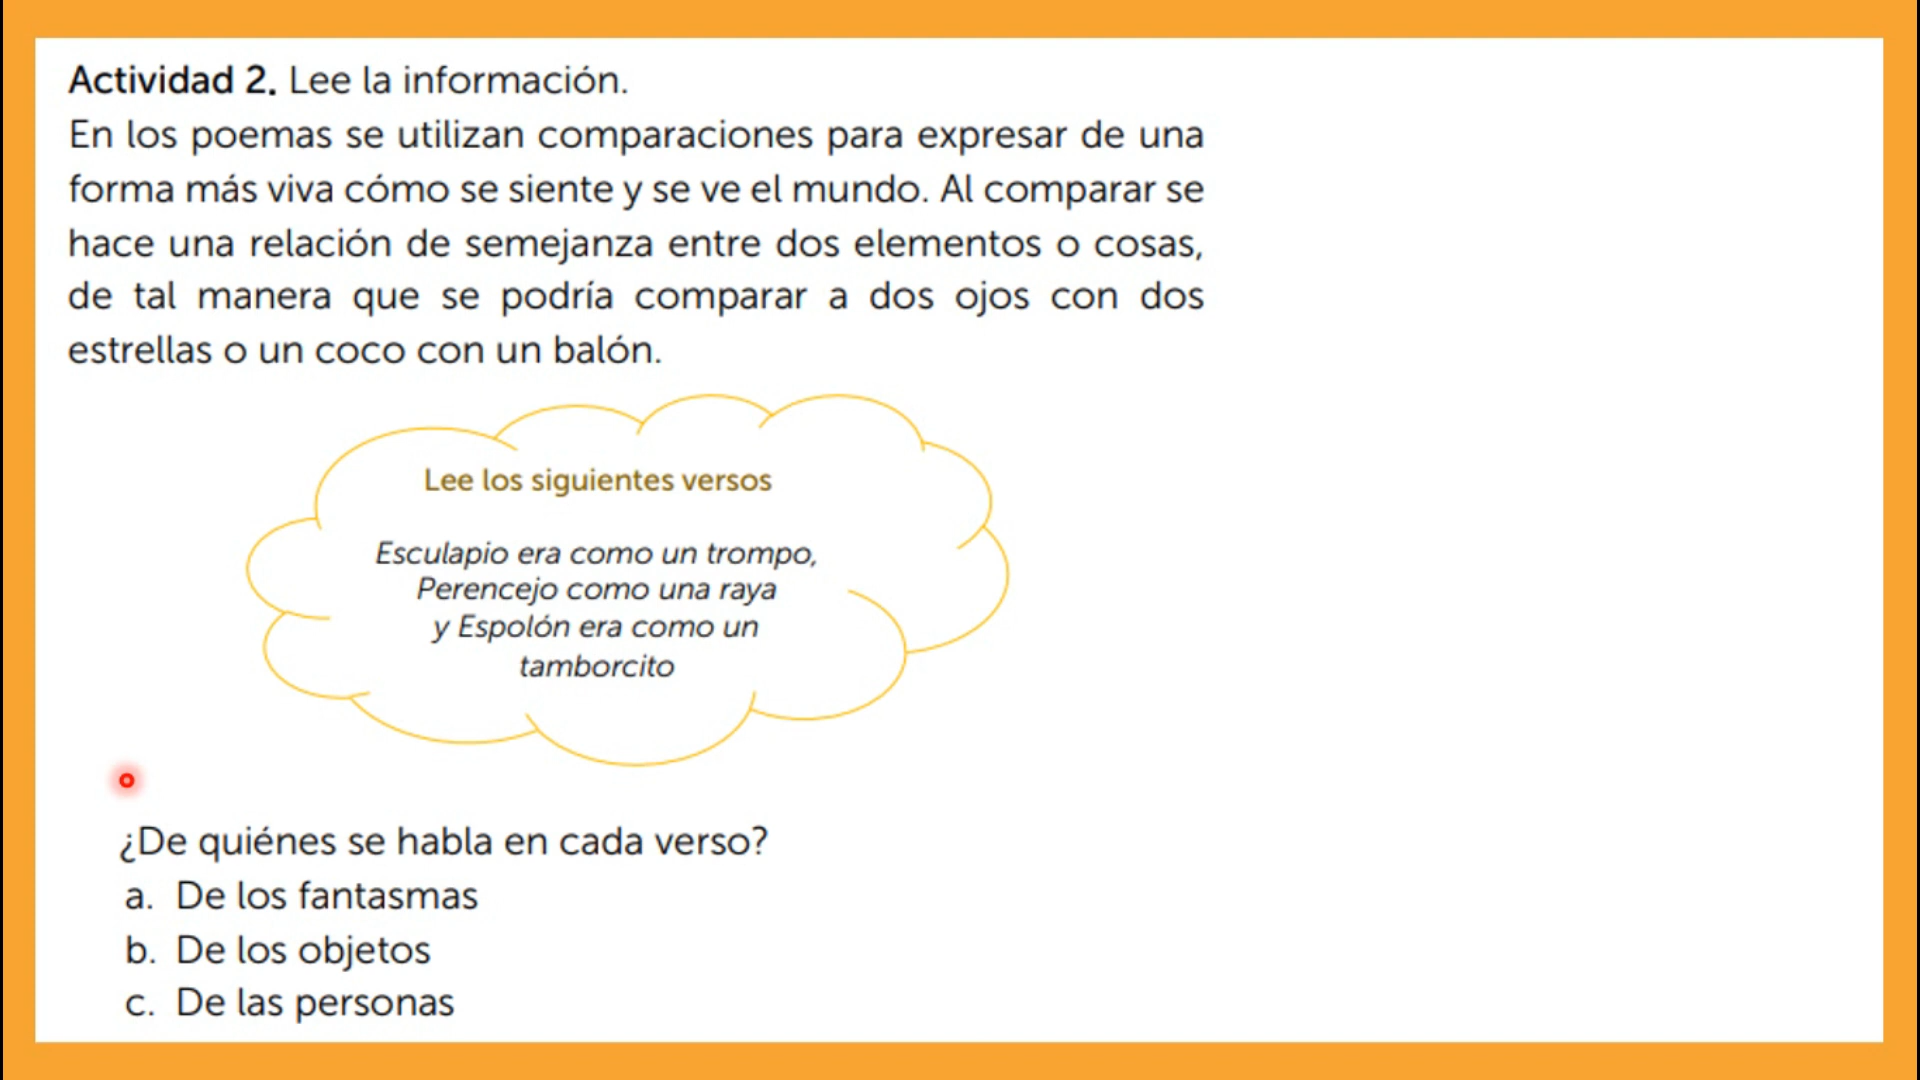 Actividad 2. Lee la información.
En los poemas se utilizan comparaciones para expresar de una
forma más viva cómo se siente y se ve el mundo. Al comparar se
hace una relación de semejanza entre dos elementos o cosas,
de tal manera que se podría comparar a dos ojos con dos
estrellas o un coco con un balón.
Lee los siguientes versos
Esculapio era como un trompo,
Perencejo como una raya
y Espolón era como un
tamborcito
¿De quiénes se habla en cada verso?
a. De los fantasmas
b. De los objetos
c. De las personas